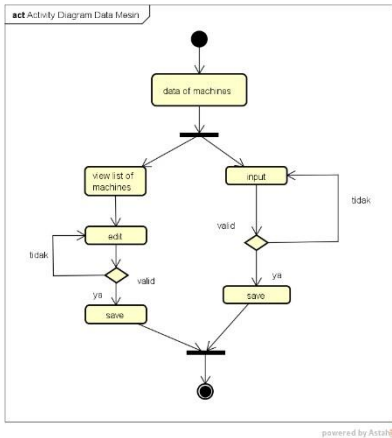 act Activity Diagram Data Mesin
data of machines
view list of
machines
input
tidak
valid
edit
tidak
valid
ya
ya
save
save
powered by Astah